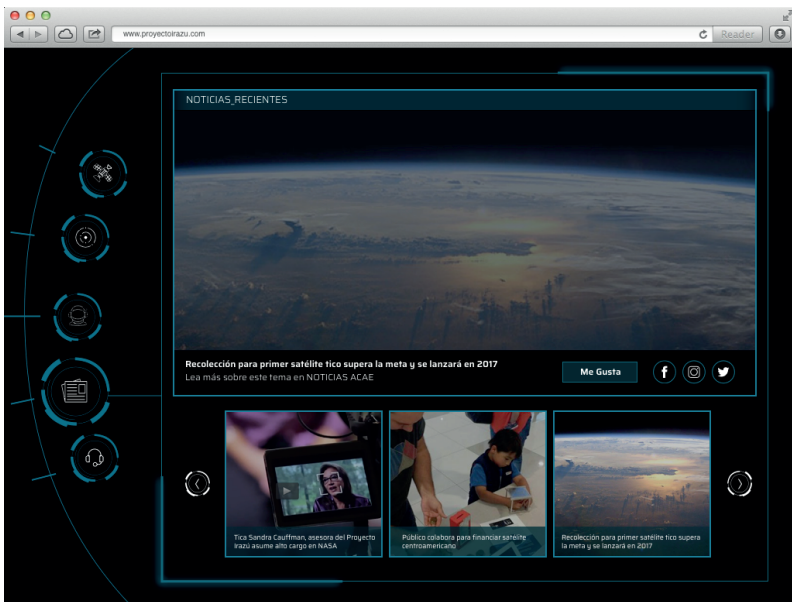 www.proyectoirazu.com
Reader
NOTICIAS_RECIENTES
Recolección para primer satélite tico supera la meta y se lanzará en 2017
Lea más sobre este tema en NOTICIAS ACAE
Me Gusta
Tica Sandra Cauffman, asesora del Proyecto
Irazú asume alto cargo en NASA
Público colabora para financiar satélite
centroamericano
Recolección para primer satélite tico supera
la meta y se lanzará en 2017